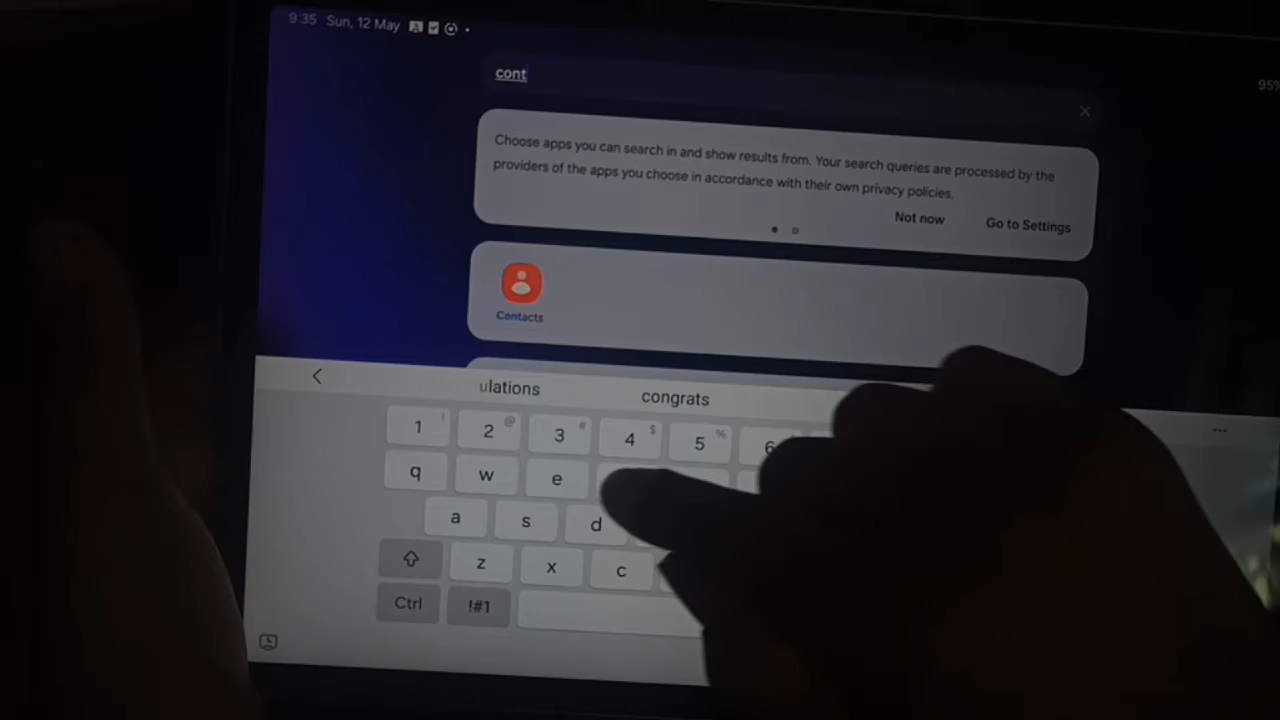 9:35 Sun, 12 May
95%
cont
Choose apps you can search in and show results from. Your search queries are processed by the
providers of the apps you choose in accordance with their own privacy policies.
Not now Go to Settings
Contacts
ulations congrats
1 ! 2 @ 3 # 4 $ 5 % 6
q w e
a s d
z x c
Ctrl !#1